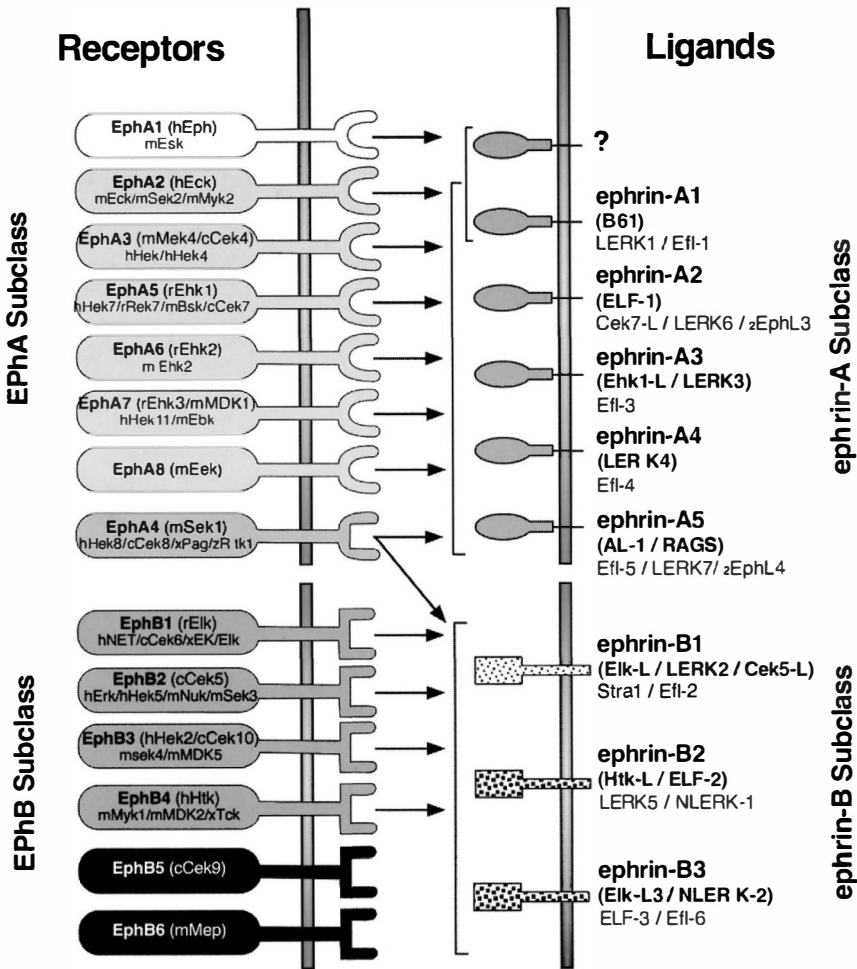 Receptors
Ligands
EPhA Subclass
EphA1 (hEph)
mEsk
EphA2 (hEck)
mEck/mSek2/mMyk2
EphA3 (mMek4/cCek4)
hHek/hHek4
EphA5 (rEhk1)
hHek7/rRek7/mBsk/cCek7
EphA6 (rEhk2)
m Ehk2
EphA7 (rEhk3/mMDK1)
hHek11/mEbk
EphA8 (mEek)
EphA4 (mSek1)
hHek8/cCek8/xPag/zR tk1
EPhB Subclass
EphB1 (rElk)
hNET/cCek6/xEK/Elk
EphB2 (cCek5)
hErk/hHek5/mNuk/mSek3
EphB3 (hHek2/cCek10)
msek4/mMDK5
EphB4 (hHtk)
mMyk1/mMDK2/xTck
EphB5 (cCek9)
EphB6 (mMep)
?
ephrin-A1
(B61)
LERK1 / Efl-1
ephrin-A2
(ELF-1)
Cek7-L / LERK6 / zEphL3
ephrin-A3
(Ehk1-L / LERK3)
Efl-3
ephrin-A4
(LER K4)
Efl-4
ephrin-A5
(AL-1 / RAGS)
Efl-5 / LERK7/ zEphL4
ephrin-A Subclass
ephrin-B1
(Elk-L / LERK2 / Cek5-L)
Stra1 / Efl-2
ephrin-B2
(Htk-L / ELF-2)
LERK5 / NLERK-1
ephrin-B3
(Elk-L3 / NLER K-2)
ELF-3 / Efl-6
ephrin-B Subclass